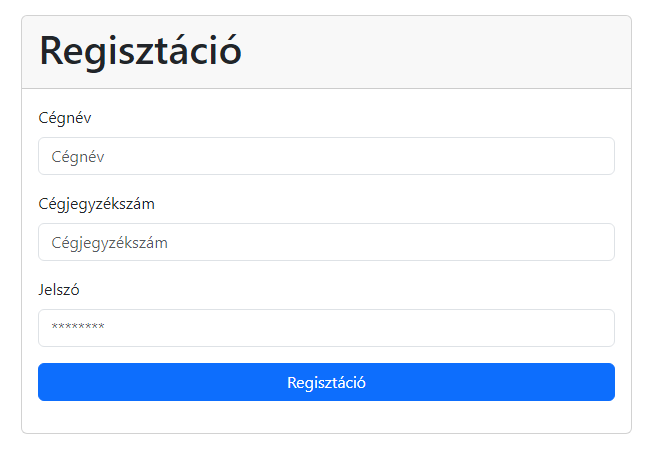 Regisztáció
Cégnév
Cégnév
Cégjegyzékszám
Cégjegyzékszám
Jelszó
********
Regisztáció